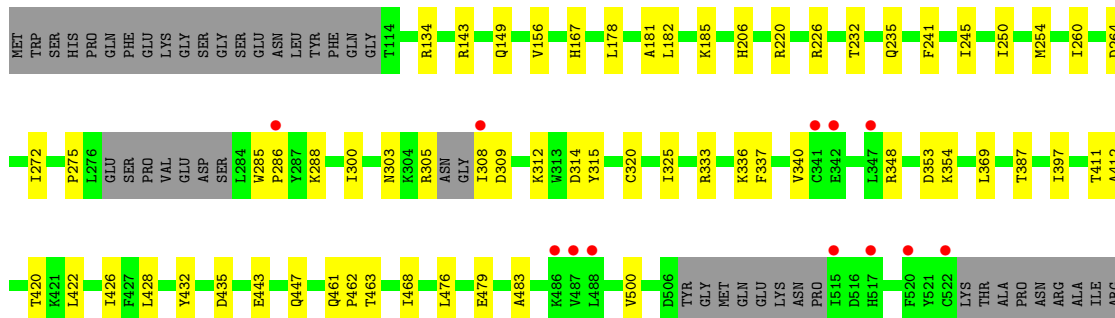 MET TRP SER HIS PRO GLN PHE GLU LYS GLY SER GLY SER GLU ASN LEU TYR PHE GLN GLY T114 R134 R143 Q149 V156 H167 L178 A181 L182 K185 H206 R220 R226 T232 Q235 F241 I245 I250 M254 I260
I272 P275 L276 GLU SER PRO VAL GLU ASP SER L284 W285 P286 Y287 K288 I300 N303 K304 R305 ASN GLY I308 D309 K312 W313 D314 Y315 C320 I325 R333 K336 F337 V340 C341 E342 L347 R348 D353 K354 L369 T387 I397 T411
T420 K421 L422 I426 F427 L428 Y432 D435 E443 Q447 Q461 P462 T463 I468 L476 E479 A483 K486 V487 L488 V500 D506 TYR GLY MET GLN GLU LYS ASN PRO I515 D516 H517 F520 Y521 C522 LYS THR ALA PRO ASN ARG ALA ILE